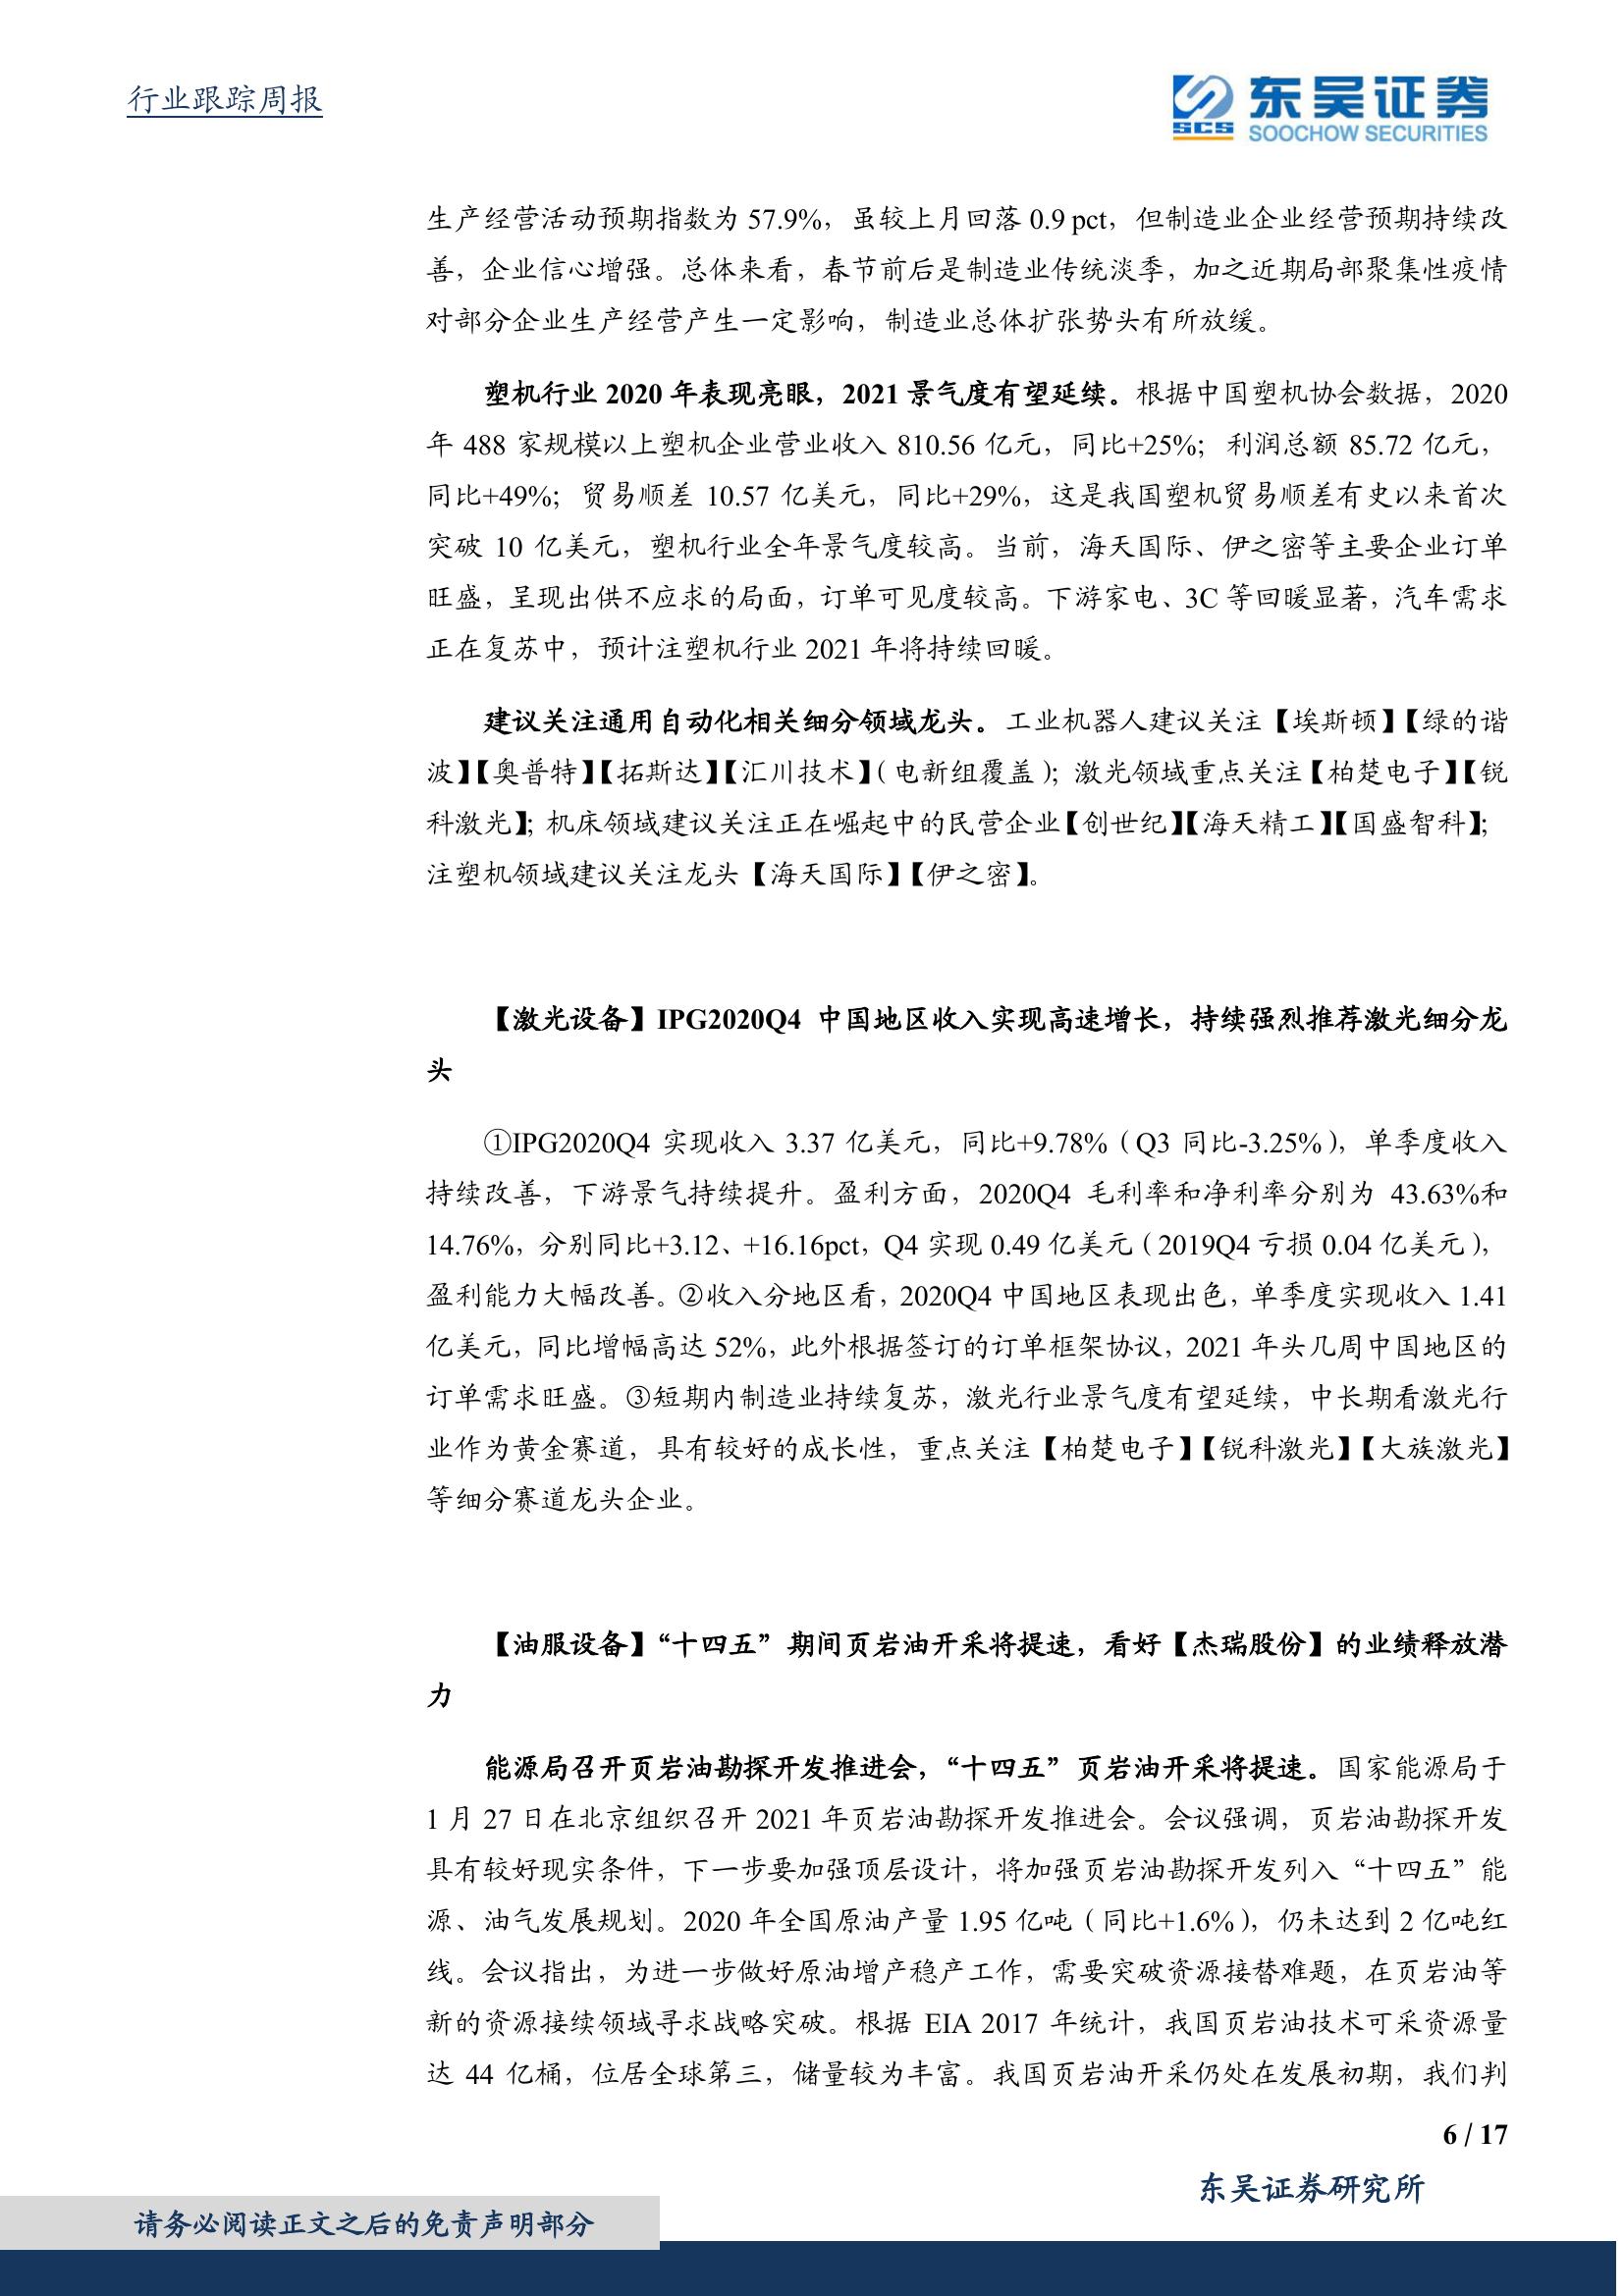 行业跟踪周报
SCS 东吴证券
SOOCHOW SECURITIES
生产经营活动预期指数为 57.9%，虽较上月回落 0.9 pct，但制造业企业经营预期持续改
善，企业信心增强。总体来看，春节前后是制造业传统淡季，加之近期局部聚集性疫情
对部分企业生产经营产生一定影响，制造业总体扩张势头有所放缓。
塑机行业 2020 年表现亮眼，2021 景气度有望延续。根据中国塑机协会数据，2020
年 488 家规模以上塑机企业营业收入 810.56 亿元，同比+25%；利润总额 85.72 亿元，
同比+49%；贸易顺差 10.57 亿美元，同比+29%，这是我国塑机贸易顺差有史以来首次
突破 10 亿美元，塑机行业全年景气度较高。当前，海天国际、伊之密等主要企业订单
旺盛，呈现出供不应求的局面，订单可见度较高。下游家电、3C 等回暖显著，汽车需求
正在复苏中，预计注塑机行业 2021 年将持续回暖。
建议关注通用自动化相关细分领域龙头。工业机器人建议关注【埃斯顿】【绿的谐
波】【奥普特】【拓斯达】【汇川技术】（电新组覆盖）；激光领域重点关注【柏楚电子】【锐
科激光】；机床领域建议关注正在崛起中的民营企业【创世纪】【海天精工】【国盛智科】；
注塑机领域建议关注龙头【海天国际】【伊之密】。
【激光设备】IPG2020Q4 中国地区收入实现高速增长，持续强烈推荐激光细分龙
头
①IPG2020Q4 实现收入 3.37 亿美元，同比+9.78%（Q3 同比-3.25%），单季度收入
持续改善，下游景气持续提升。盈利方面，2020Q4 毛利率和净利率分别为 43.63%和
14.76%，分别同比+3.12、+16.16pct，Q4 实现 0.49 亿美元（2019Q4 亏损 0.04 亿美元），
盈利能力大幅改善。②收入分地区看，2020Q4 中国地区表现出色，单季度实现收入 1.41
亿美元，同比增幅高达 52%，此外根据签订的订单框架协议，2021 年头几周中国地区的
订单需求旺盛。③短期内制造业持续复苏，激光行业景气度有望延续，中长期看激光行
业作为黄金赛道，具有较好的成长性，重点关注【柏楚电子】【锐科激光】【大族激光】
等细分赛道龙头企业。
【油服设备】“十四五”期间页岩油开采将提速，看好【杰瑞股份】的业绩释放潜
力
能源局召开页岩油勘探开发推进会，“十四五”页岩油开采将提速。国家能源局于
1 月 27 日在北京组织召开 2021 年页岩油勘探开发推进会。会议强调，页岩油勘探开发
具有较好现实条件，下一步要加强顶层设计，将加强页岩油勘探开发列入“十四五”能
源、油气发展规划。2020 年全国原油产量 1.95 亿吨（同比+1.6%），仍未达到 2 亿吨红
线。会议指出，为进一步做好原油增产稳产工作，需要突破资源接替难题，在页岩油等
新的资源接续领域寻求战略突破。根据 EIA 2017 年统计，我国页岩油技术可采资源量
达 44 亿桶，位居全球第三，储量较为丰富。我国页岩油开采仍处在发展初期，我们判
6 / 17
东吴证券研究所
请务必阅读正文之后的免责声明部分